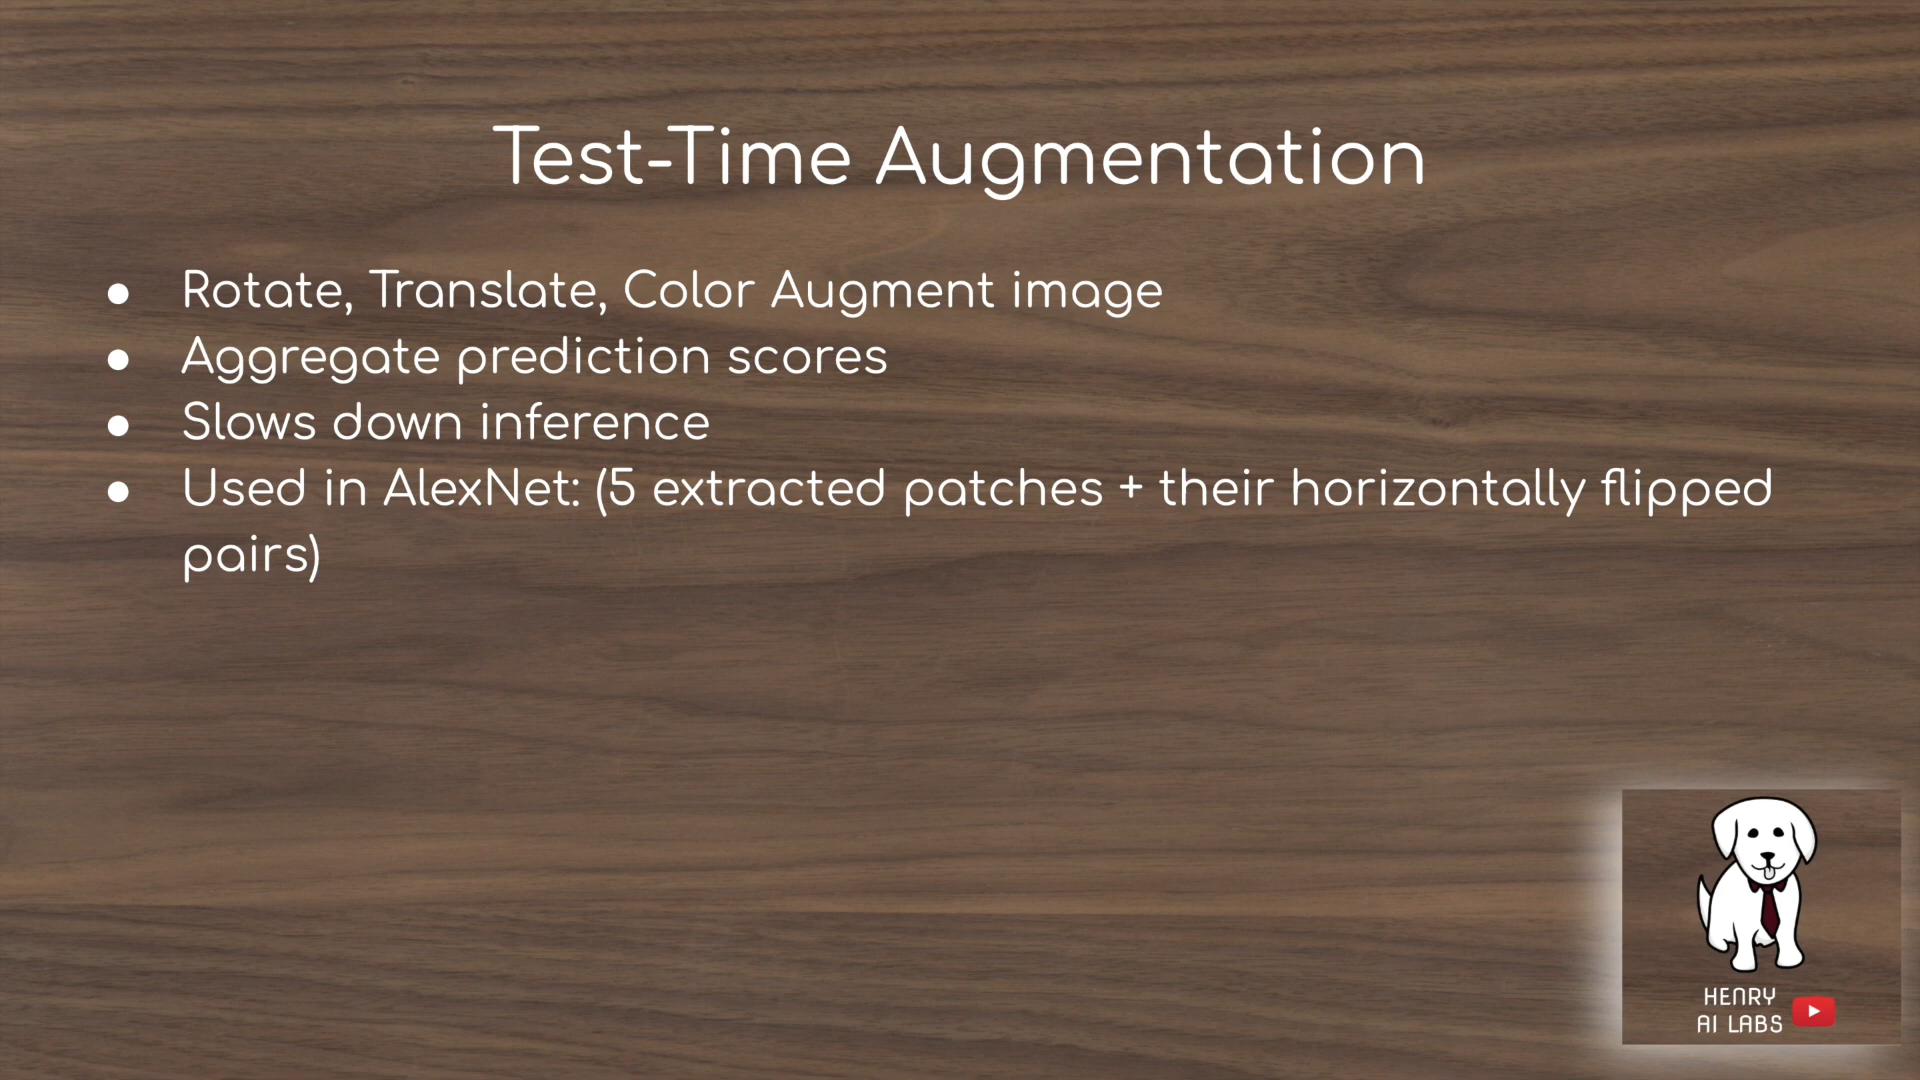 Test-Time Augmentation
● Rotate, Translate, Color Augment image
● Aggregate prediction scores
● Slows down inference
● Used in AlexNet: (5 extracted patches + their horizontally flipped
pairs)
HENRY
AI LABS